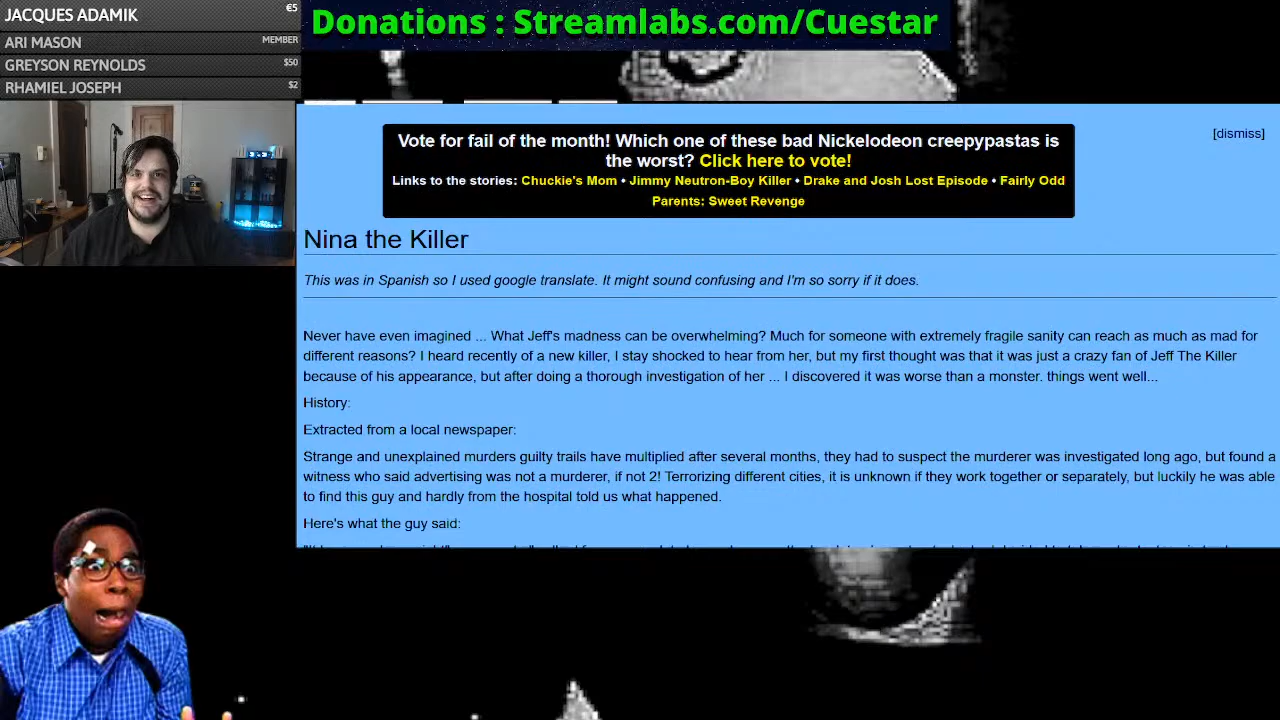 JACQUES ADAMIK €5
ARI MASON MEMBER
GREYSON REYNOLDS $50
RHAMIEL JOSEPH $2
Donations : Streamlabs.com/Cuestar
Vote for fail of the month! Which one of these bad Nickelodeon creepypastas is
the worst? Click here to vote!
[dismiss]
Links to the stories: Chuckie's Mom • Jimmy Neutron-Boy Killer • Drake and Josh Lost Episode • Fairly Odd
Parents: Sweet Revenge
Nina the Killer
This was in Spanish so I used google translate. It might sound confusing and I'm so sorry if it does.
Never have even imagined ... What Jeff's madness can be overwhelming? Much for someone with extremely fragile sanity can reach as much as mad for
different reasons? I heard recently of a new killer, I stay shocked to hear from her, but my first thought was that it was just a crazy fan of Jeff The Killer
because of his appearance, but after doing a thorough investigation of her ... I discovered it was worse than a monster. things went well...
History:
Extracted from a local newspaper:
Strange and unexplained murders guilty trails have multiplied after several months, they had to suspect the murderer was investigated long ago, but found a
witness who said advertising was not a murderer, if not 2! Terrorizing different cities, it is unknown if they work together or separately, but luckily he was able
to find this guy and hardly from the hospital told us what happened.
Here's what the guy said: